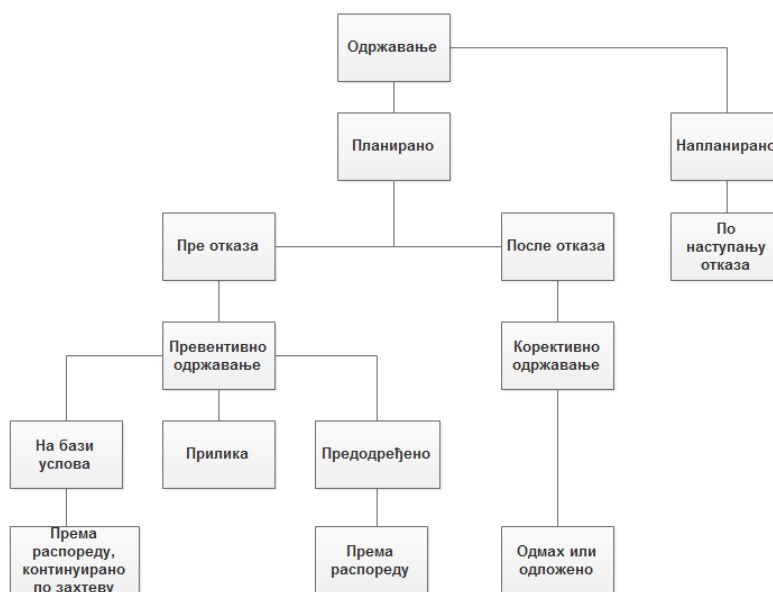 Одржавање
Планирано
Напланирано
Пре отказа
После отказа
По
наступању
отказа
Превентивно
одржавање
Корективно
одржавање
На бази
услова
Прилика
Предодређено
Према
распореду,
континуирано
по захтеву
Према
распореду
Одмах или
одложено